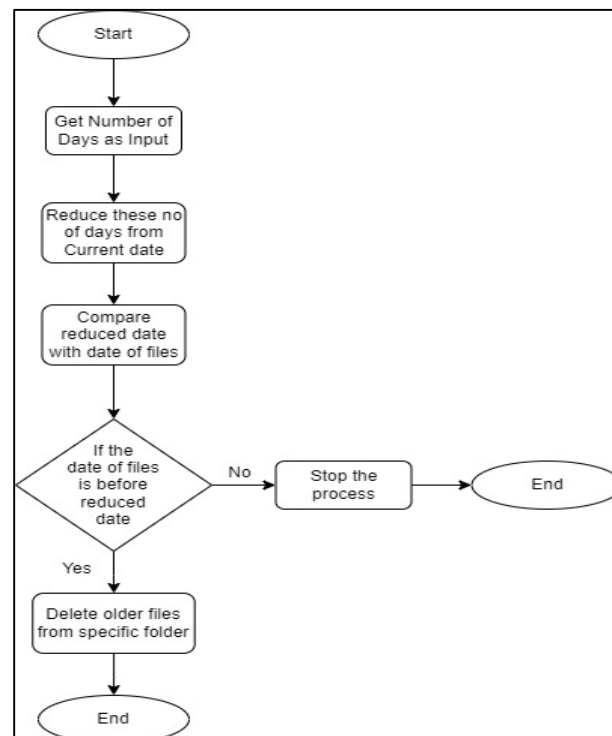 Start
Get Number of
Days as Input
Reduce these no
of days from
Current date
Compare
reduced date
with date of files
If the
date of files
is before
reduced
date
No
Stop the
process
End
Yes
Delete older files
from specific folder
End